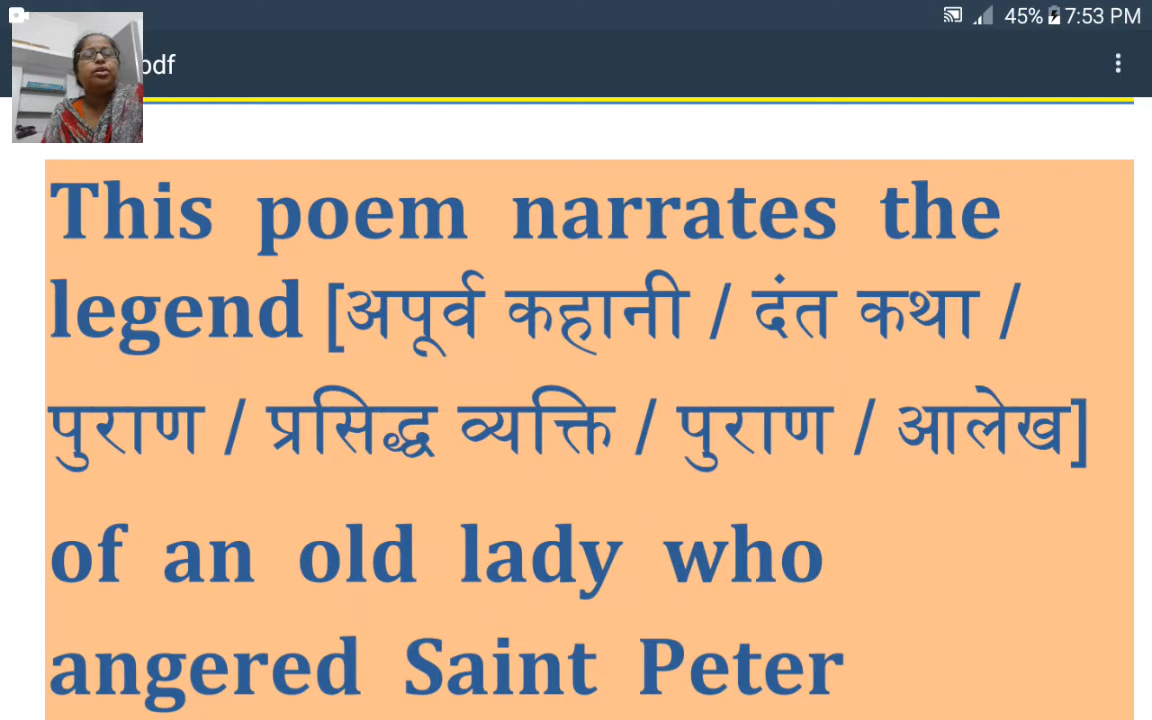 45% 7:53 PM
pdf
This poem narrates the
legend [अपूर्व कहानी / दंत कथा /
पुराण / प्रसिद्ध व्यक्ति / पुराण / आलेख]
of an old lady who
angered Saint Peter